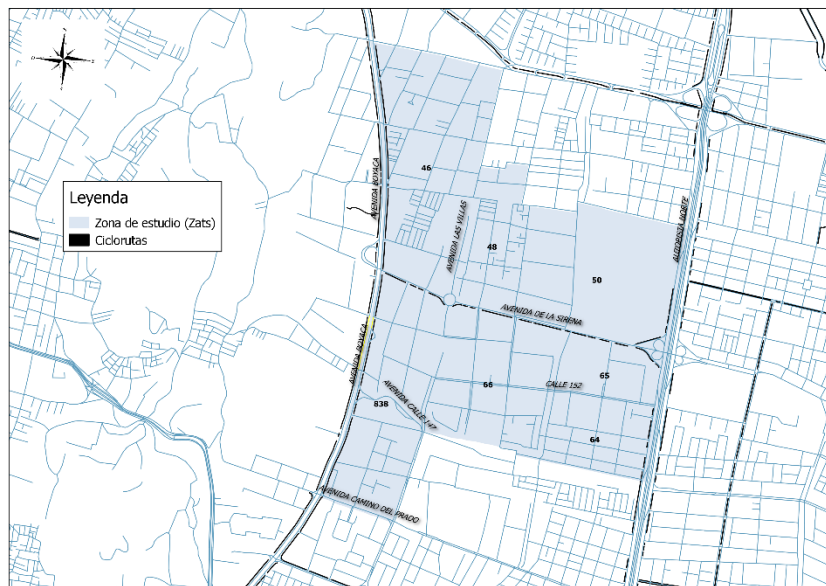 46
AVENIDA BOYACA
AUTOPISTA NORTE
Leyenda
Zona de estudio (Zats)
Ciclorutas
AVENIDA LAS VILLAS
48
50
AVENIDA DE LA SIRENA
AVENIDA BOYACA
65
CALLE 152
66
AVENIDA CALLE 147
838
64
AVENIDA CAMINO DEL PRADO